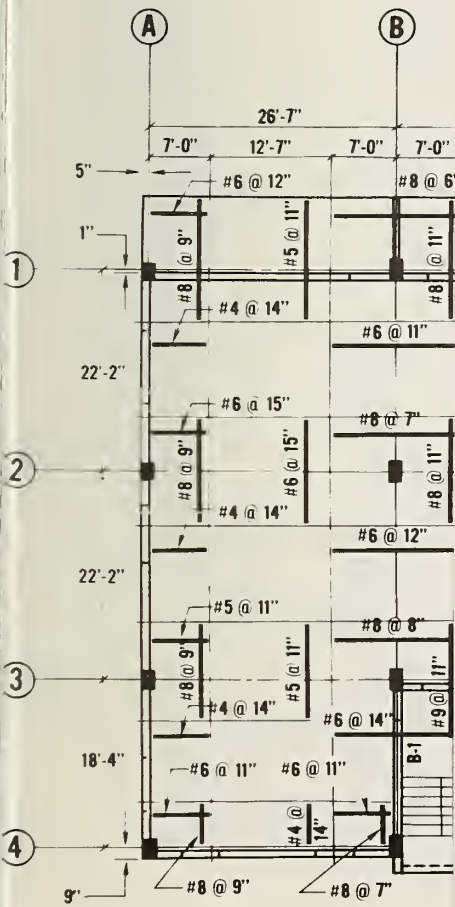 A B
26'-7"
7'-0" 12'-7" 7'-0" 7'-0
5" #6 @ 12" #8 @ 6"
1" #8 @ 9" #5 @ 11" #8 @ 11"
1
#4 @ 14"
#6 @ 11"
22'-2"
#6 @ 15"
#8 @ 7"
2 #8 @ 9" #6 @ 15" #8 @ 11"
#4 @ 14"
#6 @ 12"
22'-2"
#5 @ 11"
#8 @ 8"
3 #8 @ 9" #5 @ 11" #9 @ 11"
#4 @ 14" #6 @ 14"
18'-4" B-1
#6 @ 11" #6 @ 11"
4 #4 @ 14"
9" #8 @ 9" #8 @ 7"